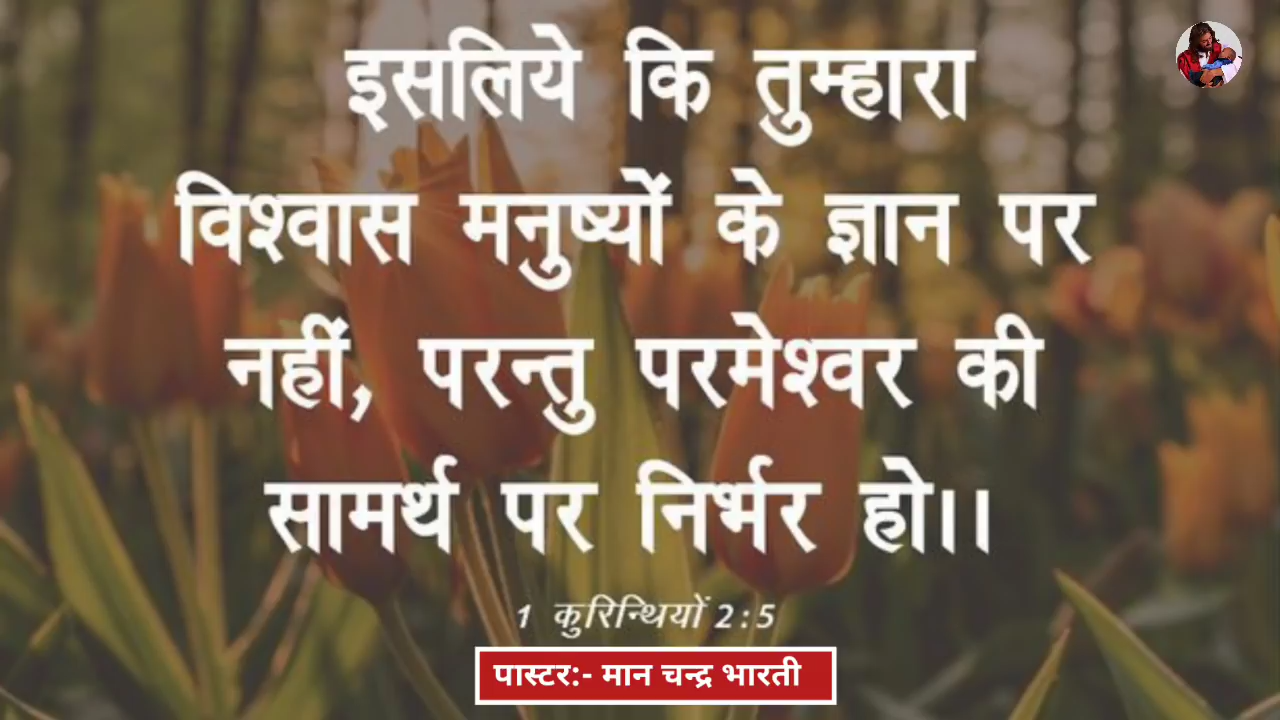 इसलिये कि तुम्हारा
विश्वास मनुष्यों के ज्ञान पर
नहीं, परन्तु परमेश्वर की
सामर्थ पर निर्भर हो।।
1 कुरिन्थियों 2:5
पास्टर:- मान चन्द्र भारती